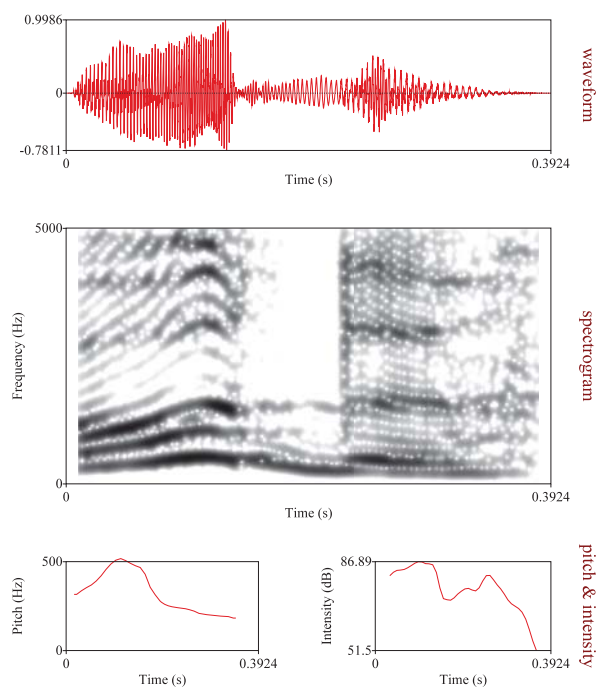 0.9986
0
-0.7811
0
0.3924
Time (s)
waveform
5000
Frequency (Hz)
0
0
0.3924
Time (s)
spectrogram
500
Pitch (Hz)
0
0
0.3924
Time (s)
86.89
Intensity (dB)
51.5
0
0.3924
Time (s)
pitch & intensity